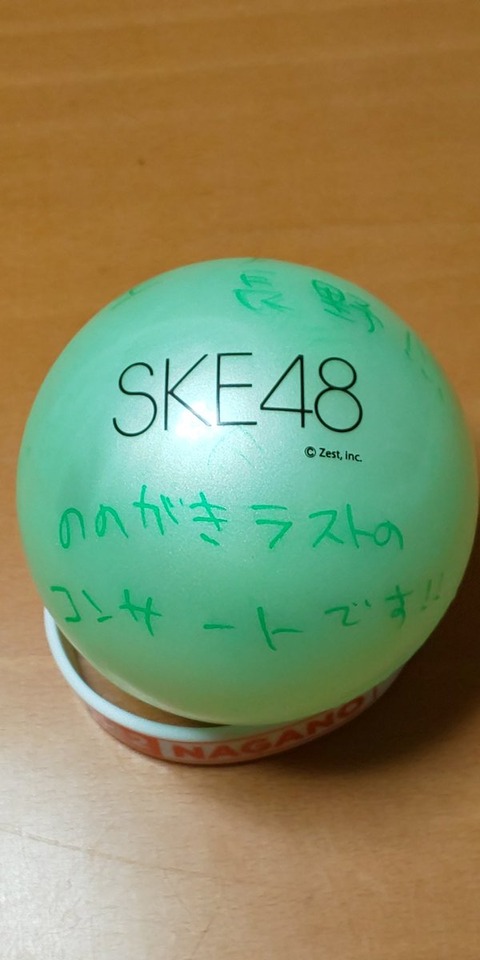 長野!!
SKE48
© Zest, Inc.
ののがきラストの
コンサートです!!
NAGANO